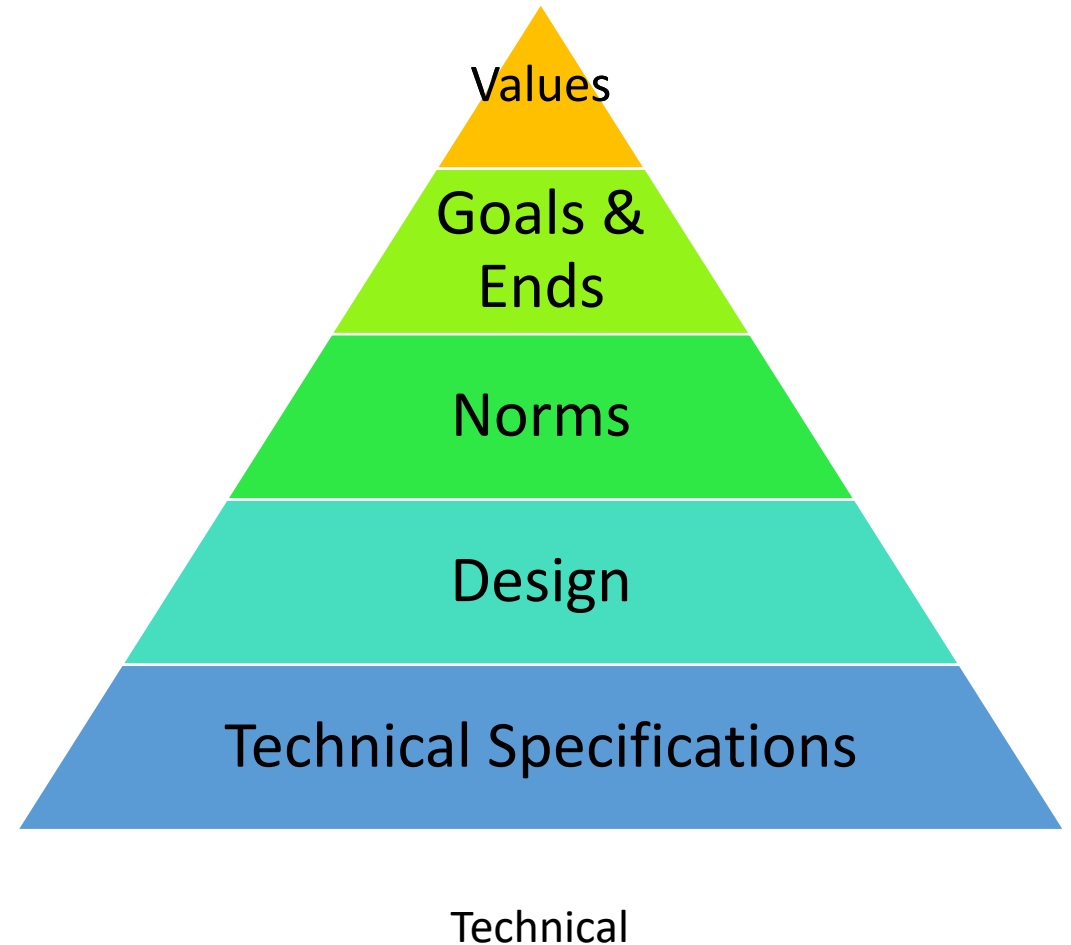 Values
Goals &
Ends
Norms
Design
Technical Specifications
Technical